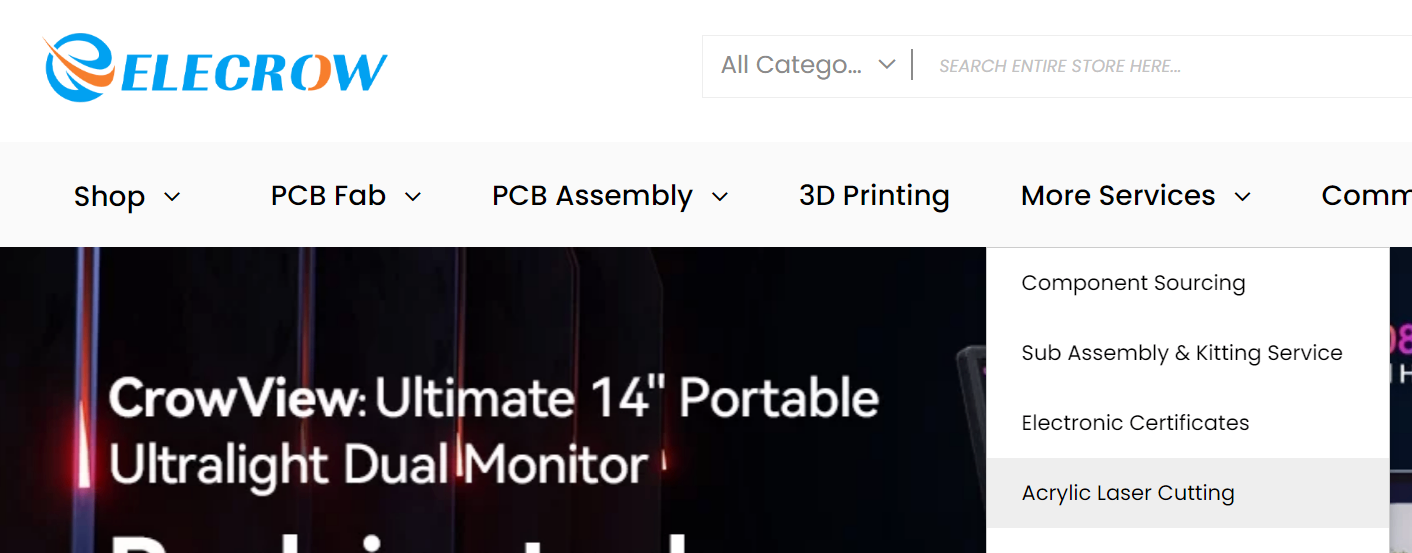 ELECROW
All Catego...
SEARCH ENTIRE STORE HERE...
Shop
PCB Fab
PCB Assembly
3D Printing
More Services
Comm
Component Sourcing
Sub Assembly & Kitting Service
Electronic Certificates
Acrylic Laser Cutting
CrowView: Ultimate 14" Portable
Ultralight Dual Monitor